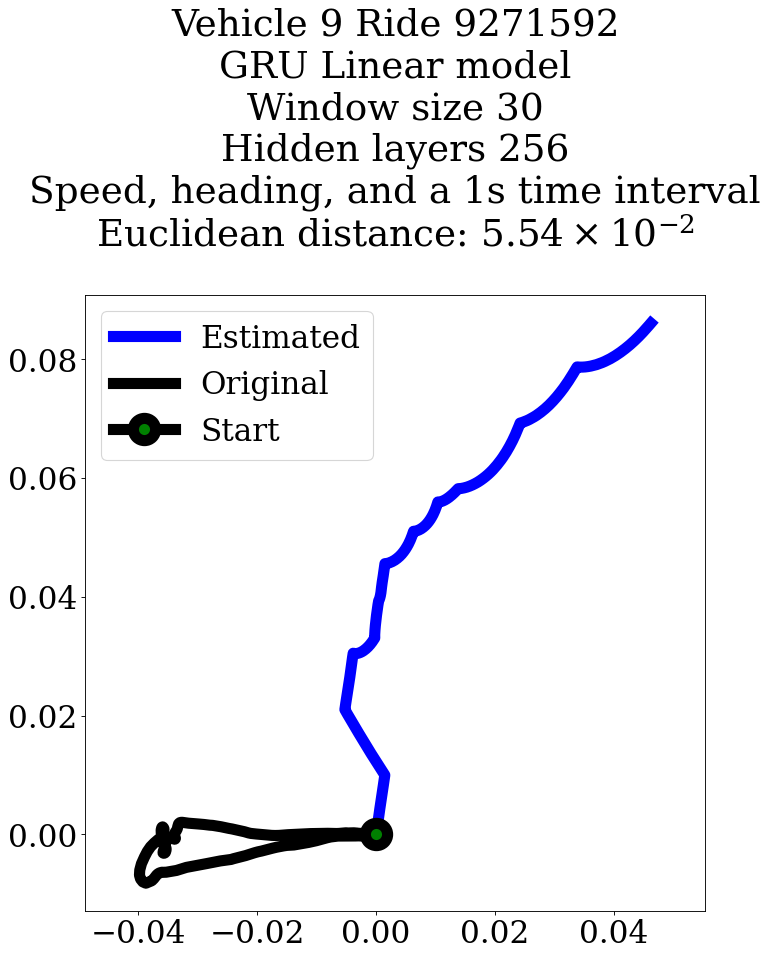 Vehicle 9 Ride 9271592
GRU Linear model
Window size 30
Hidden layers 256
Speed, heading, and a 1s time interval
Euclidean distance: 5.54 × 10⁻²
Estimated
Original
Start
0.08
0.06
0.04
0.02
0.00
−0.04 −0.02 0.00 0.02 0.04